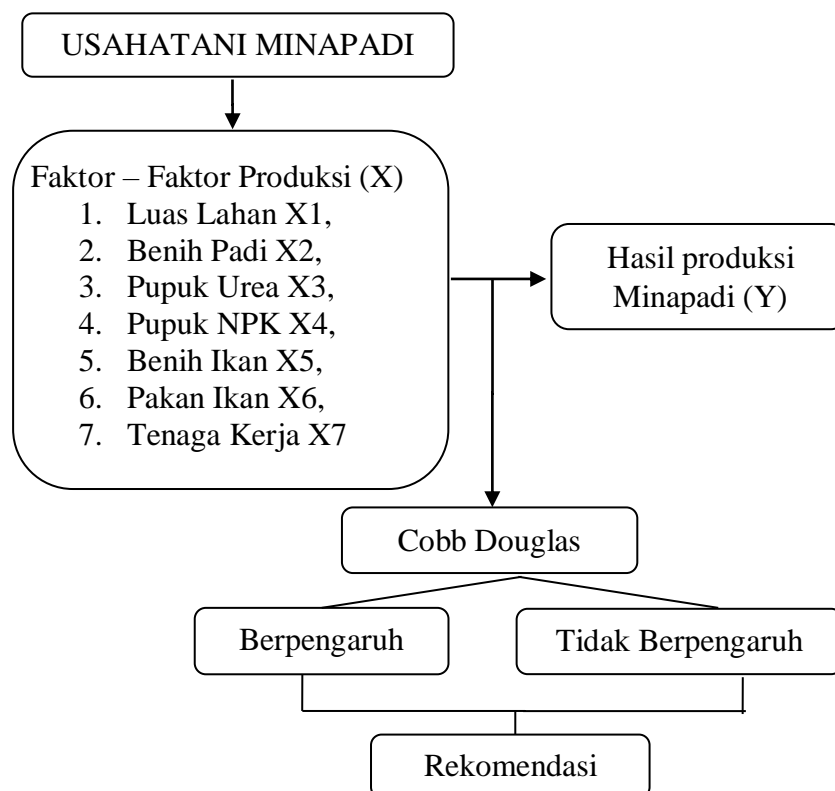 USAHATANI MINAPADI
Faktor – Faktor Produksi (X)
1. Luas Lahan X1,
2. Benih Padi X2,
3. Pupuk Urea X3,
4. Pupuk NPK X4,
5. Benih Ikan X5,
6. Pakan Ikan X6,
7. Tenaga Kerja X7
Hasil produksi
Minapadi (Y)
Cobb Douglas
Berpengaruh
Tidak Berpengaruh
Rekomendasi